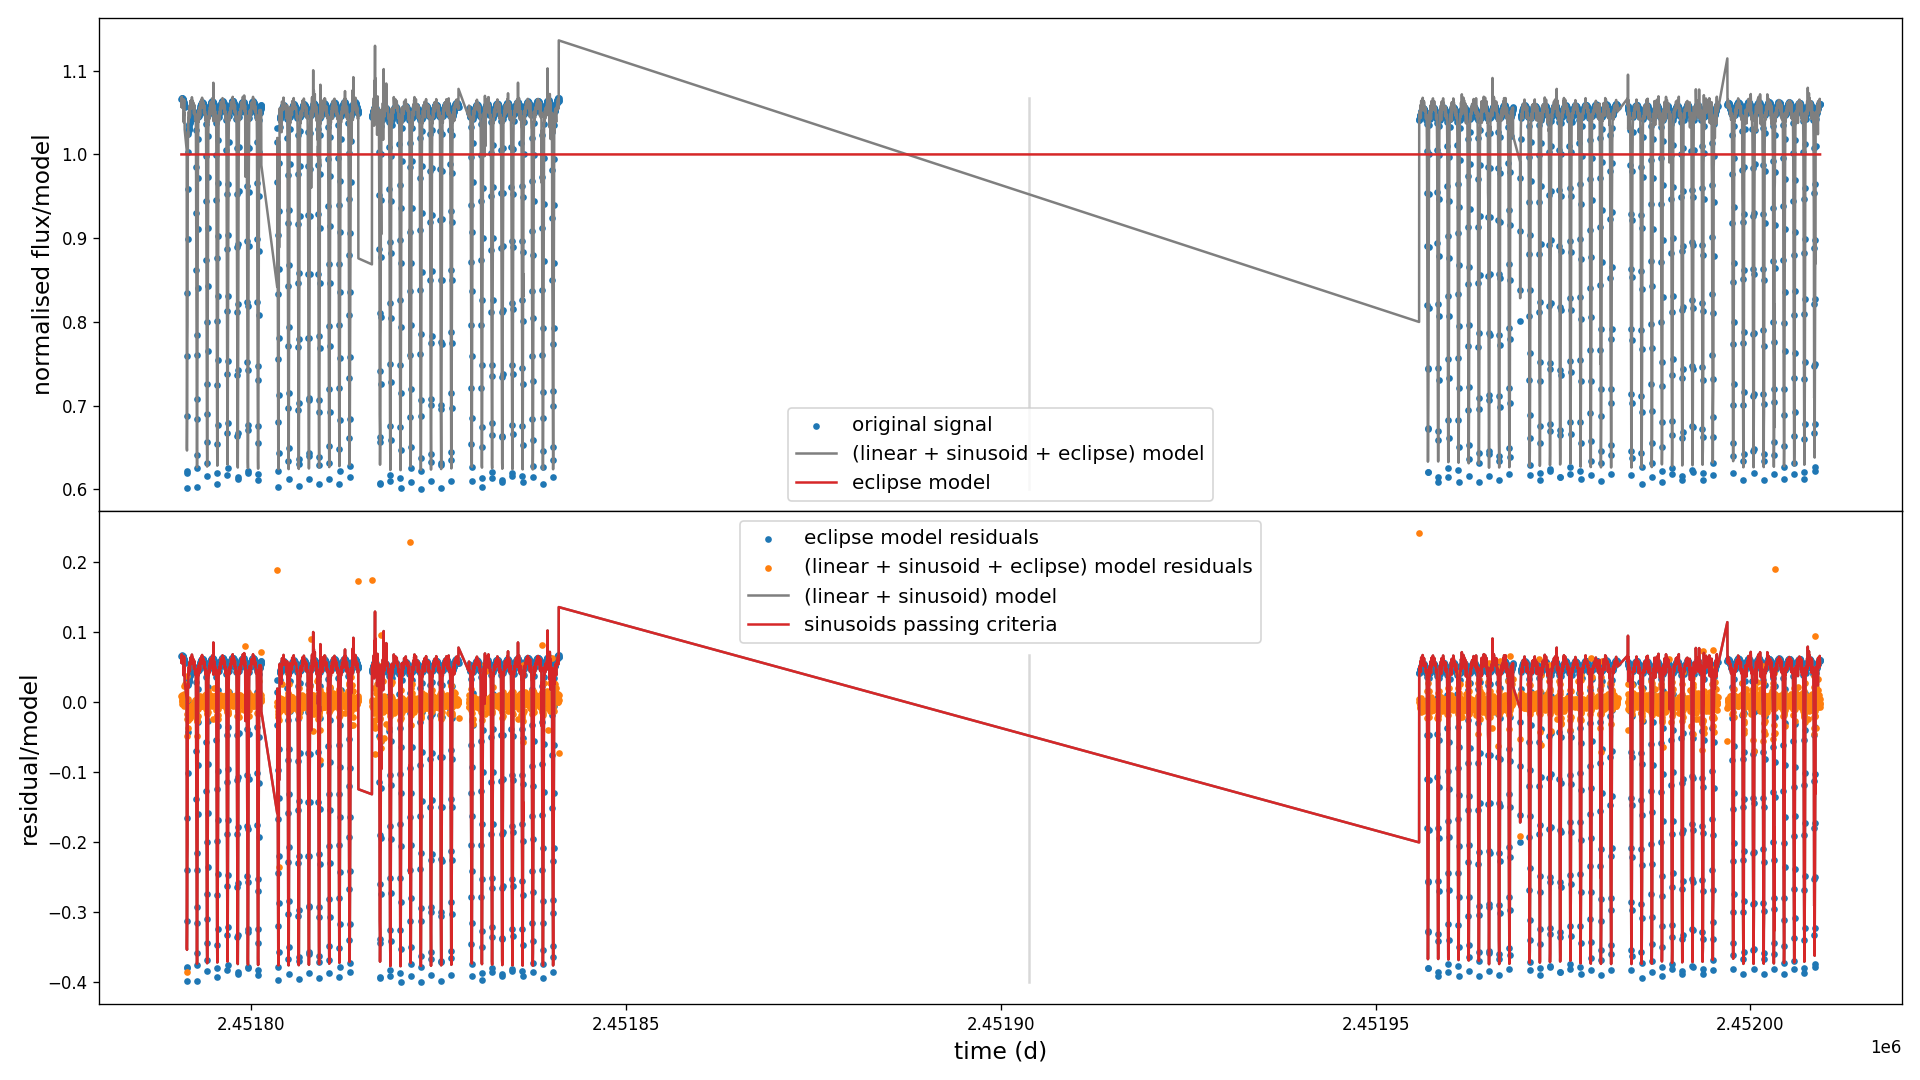 normalised flux/model
1.1
1.0
0.9
0.8
0.7
0.6
original signal
(linear + sinusoid + eclipse) model
eclipse model
residual/model
0.2
0.1
0.0
−0.1
−0.2
−0.3
−0.4
eclipse model residuals
(linear + sinusoid + eclipse) model residuals
(linear + sinusoid) model
sinusoids passing criteria
2.45180 2.45185 2.45190 2.45195 2.45200
time (d)
1e6